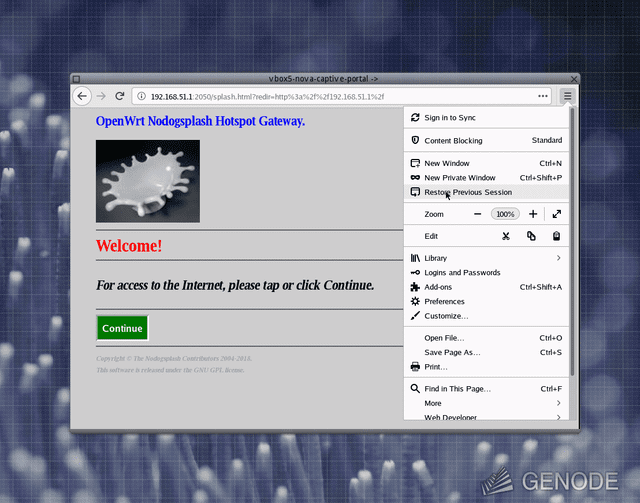 vbox5-nova-captive-portal ->
192.168.51.1:2050/splash.html?redir=http%3a%2f%2f192.168.51.1%2f
OpenWrt Nodogsplash Hotspot Gateway.
Welcome!
For access to the Internet, please tap or click Continue.
Continue
Copyright © The Nodogsplash Contributors 2004-2018.
This software is released under the GNU GPL license.
Sign in to Sync
Content Blocking Standard
New Window Ctrl+N
New Private Window Ctrl+Shift+P
Restore Previous Session
Zoom 100%
Edit
Library
Logins and Passwords
Add-ons Ctrl+Shift+A
Preferences
Customize...
Open File... Ctrl+O
Save Page As... Ctrl+S
Print...
Find in This Page... Ctrl+F
More
Web Developer
GENODE